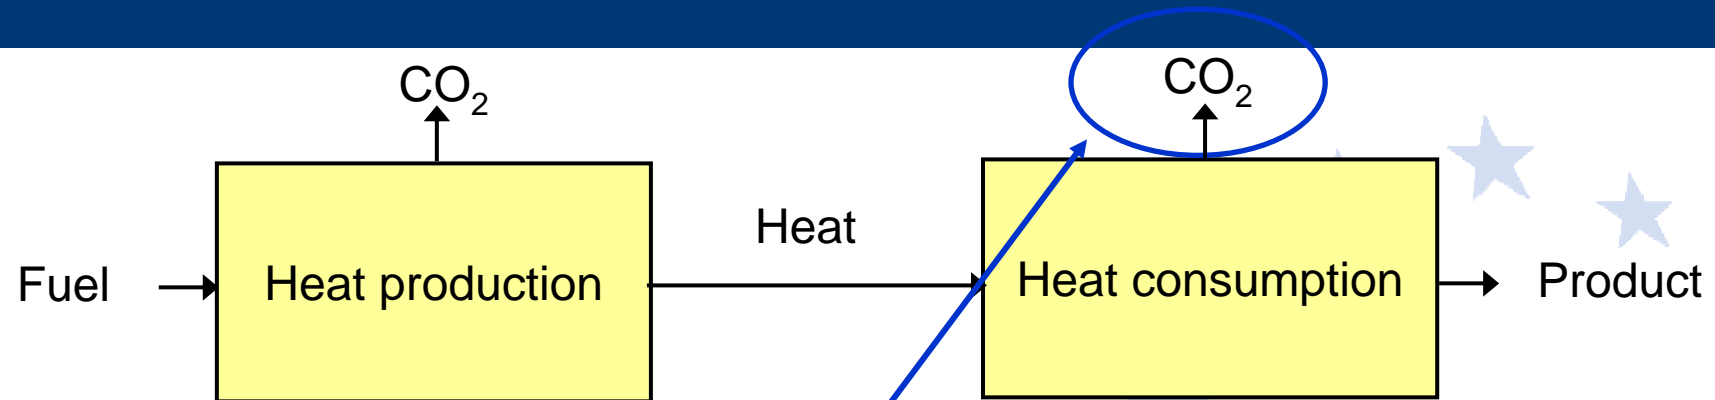 CO₂
CO₂
Heat
Fuel
Heat production
Heat consumption
Product